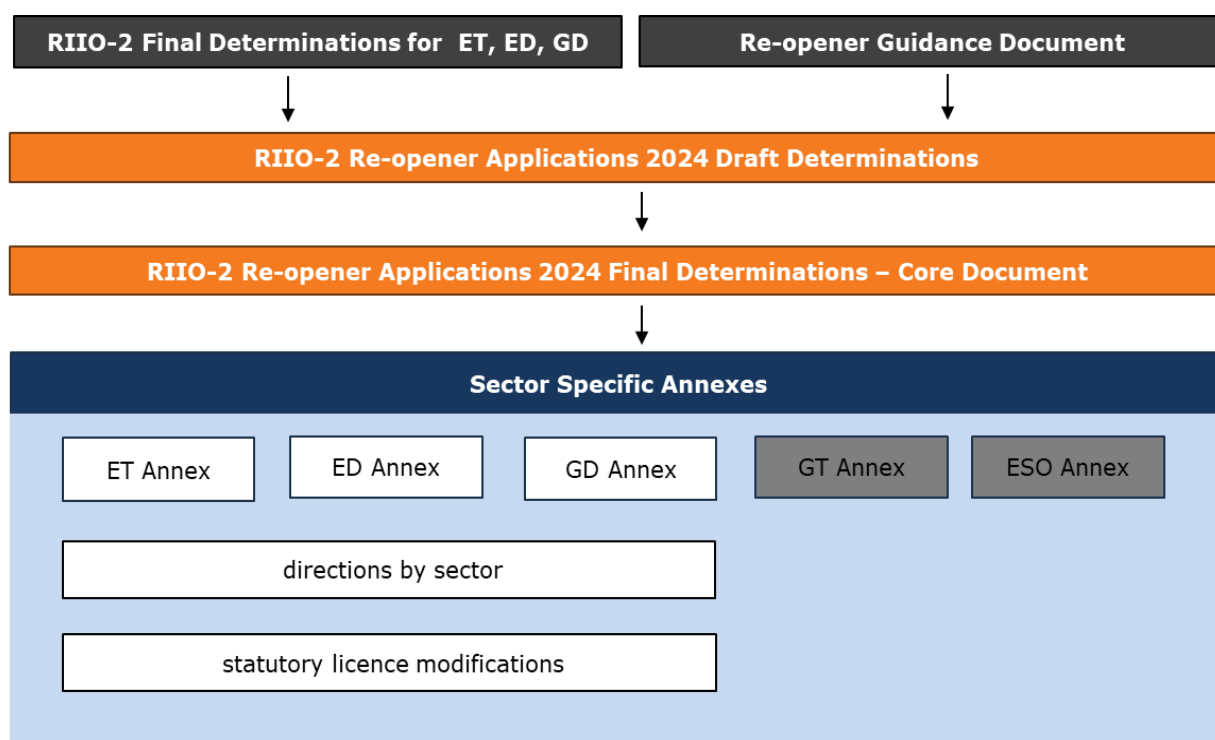 RIIO-2 Final Determinations for ET, ED, GD
Re-opener Guidance Document
RIIO-2 Re-opener Applications 2024 Draft Determinations
RIIO-2 Re-opener Applications 2024 Final Determinations – Core Document
Sector Specific Annexes
ET Annex
ED Annex
GD Annex
GT Annex
ESO Annex
directions by sector
statutory licence modifications